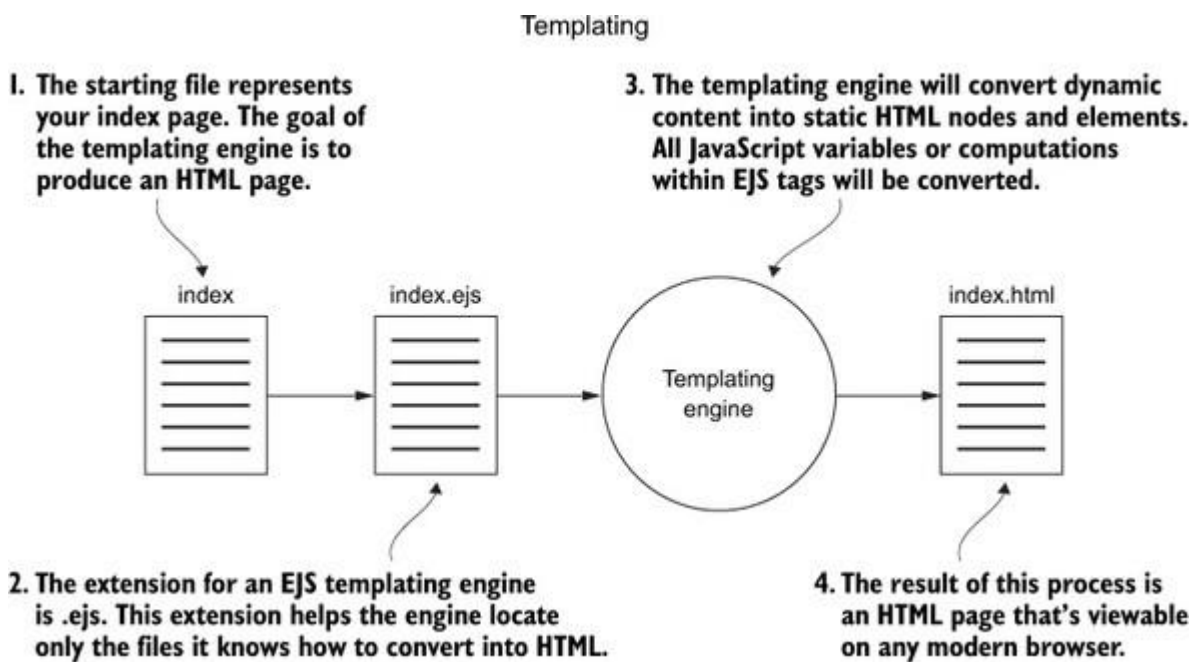 Templating
1. The starting file represents
your index page. The goal of
the templating engine is to
produce an HTML page.
3. The templating engine will convert dynamic
content into static HTML nodes and elements.
All JavaScript variables or computations
within EJS tags will be converted.
index
index.ejs
index.html
Templating
engine
2. The extension for an EJS templating engine
is .ejs. This extension helps the engine locate
only the files it knows how to convert into HTML.
4. The result of this process is
an HTML page that's viewable
on any modern browser.